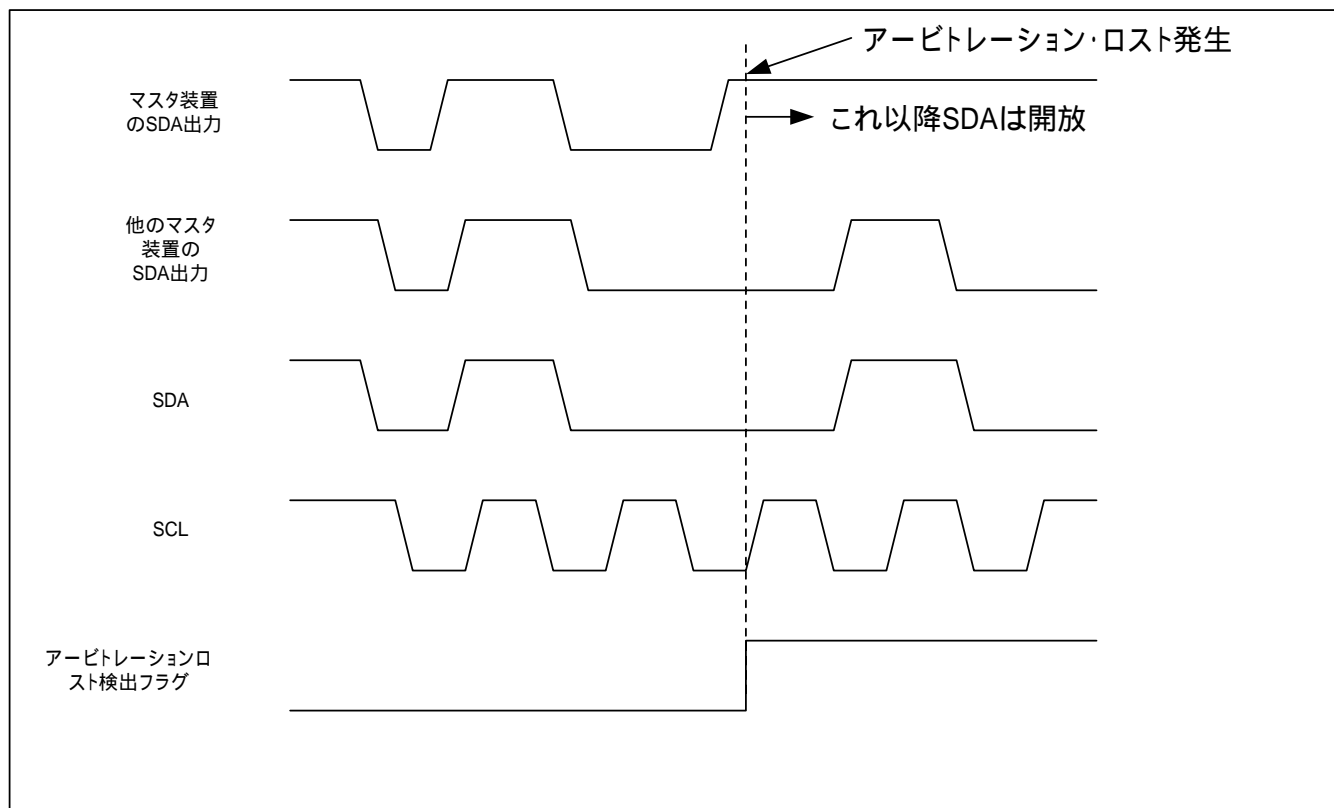 アービトレーション・ロスト発生
マスタ装置
のSDA出力
これ以降SDAは開放
他のマスタ
装置の
SDA出力
SDA
SCL
アービトレーションロ
スト検出フラグ